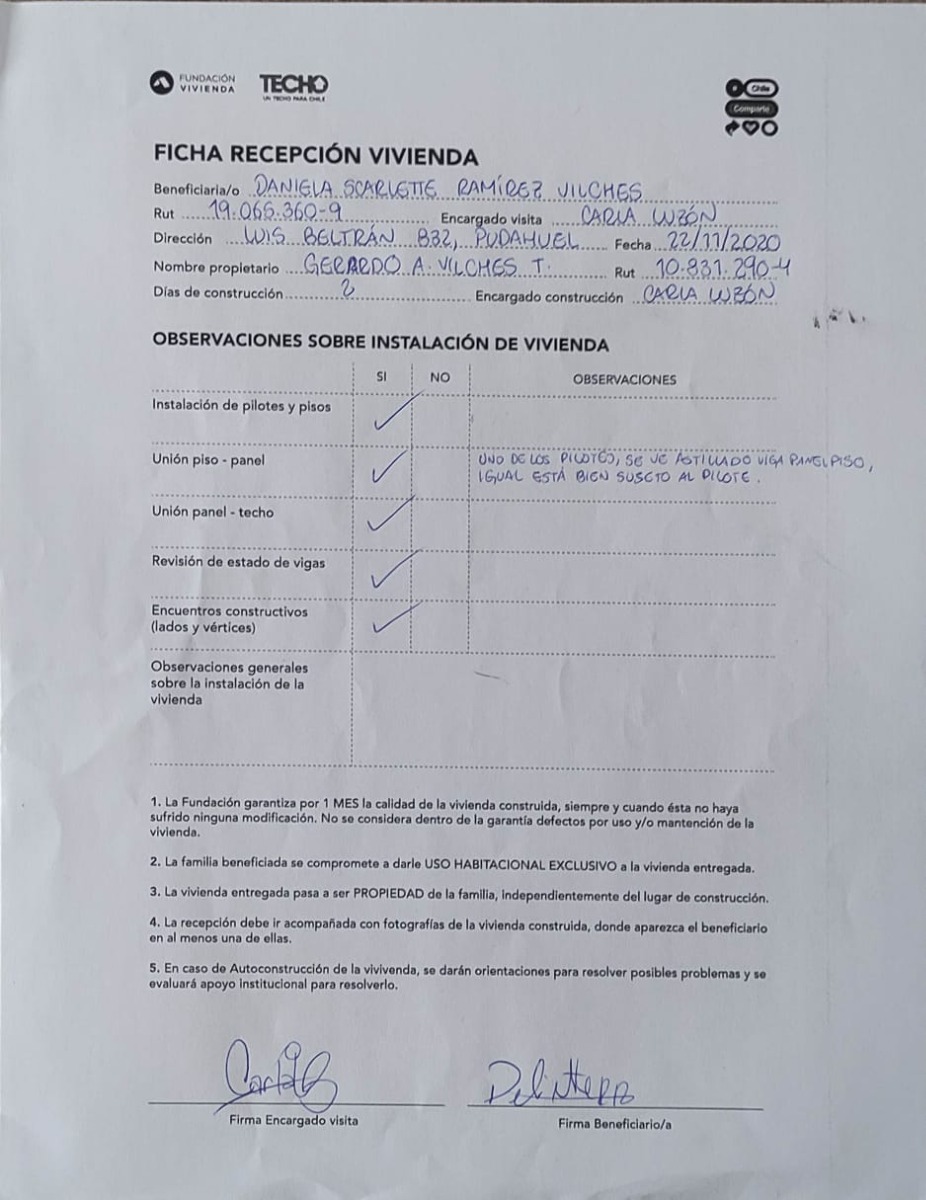 FUNDACIÓN
VIVIENDA
TECHO
UN TECHO PARA CHILE
Chile
Comparte
FICHA RECEPCIÓN VIVIENDA
Beneficiaria/o DANIELA SCARLETTE RAMÍREZ VILCHES
Rut 19.065.360-9 Encargado visita CARLA LUZÓN
Dirección LUIS BELTRÁN 832, PUDAHUEL Fecha 22/11/2020
Nombre propietario GERARDO A. VILCHES T. Rut 10.831.290-4
Días de construcción 2 Encargado construcción CARLA LUZÓN
OBSERVACIONES SOBRE INSTALACIÓN DE VIVIENDA
SI NO OBSERVACIONES
Instalación de pilotes y pisos ✓
Unión piso - panel ✓ UNO DE LOS PILOTES, SE VE ASTILLADO VIGA PANEL PISO,
IGUAL ESTÁ BIEN SUJETO AL PILOTE.
Unión panel - techo ✓
Revisión de estado de vigas ✓
Encuentros constructivos
(lados y vértices) ✓
Observaciones generales
sobre la instalación de la
vivienda
1. La Fundación garantiza por 1 MES la calidad de la vivienda construida, siempre y cuando ésta no haya
sufrido ninguna modificación. No se considera dentro de la garantía defectos por uso y/o mantención de la
vivienda.
2. La familia beneficiada se compromete a darle USO HABITACIONAL EXCLUSIVO a la vivienda entregada.
3. La vivienda entregada pasa a ser PROPIEDAD de la familia, independientemente del lugar de construcción.
4. La recepción debe ir acompañada con fotografías de la vivienda construida, donde aparezca el beneficiario
en al menos una de ellas.
5. En caso de Autoconstrucción de la vivivenda, se darán orientaciones para resolver posibles problemas y se
evaluará apoyo institucional para resolverlo.
Firma Encargado visita
Firma Beneficiario/a